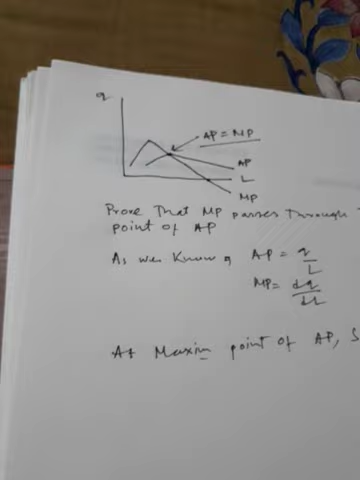 q
AP = MP
AP
L
MP
Prove That MP passes Through
point of AP
As we Know, AP = q/L
MP = dq/dL
At Maxim point of AP, S